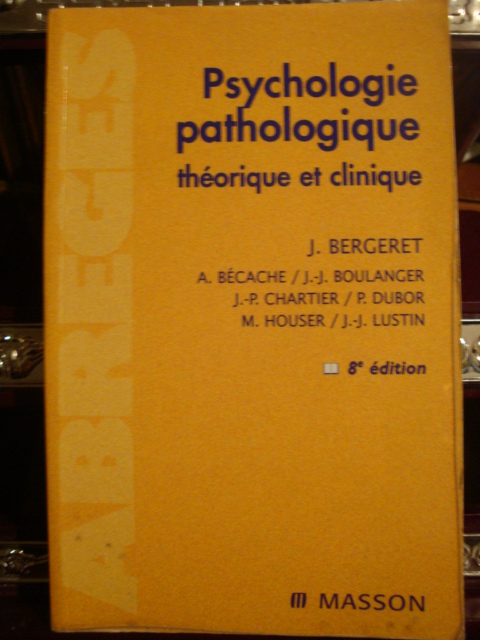 ABREGES
Psychologie
pathologique
théorique et clinique
J. BERGERET
A. BÉCACHE / J.-J. BOULANGER
J.-P. CHARTIER / P. DUBOR
M. HOUSER / J.-J. LUSTIN
8e édition
m MASSON